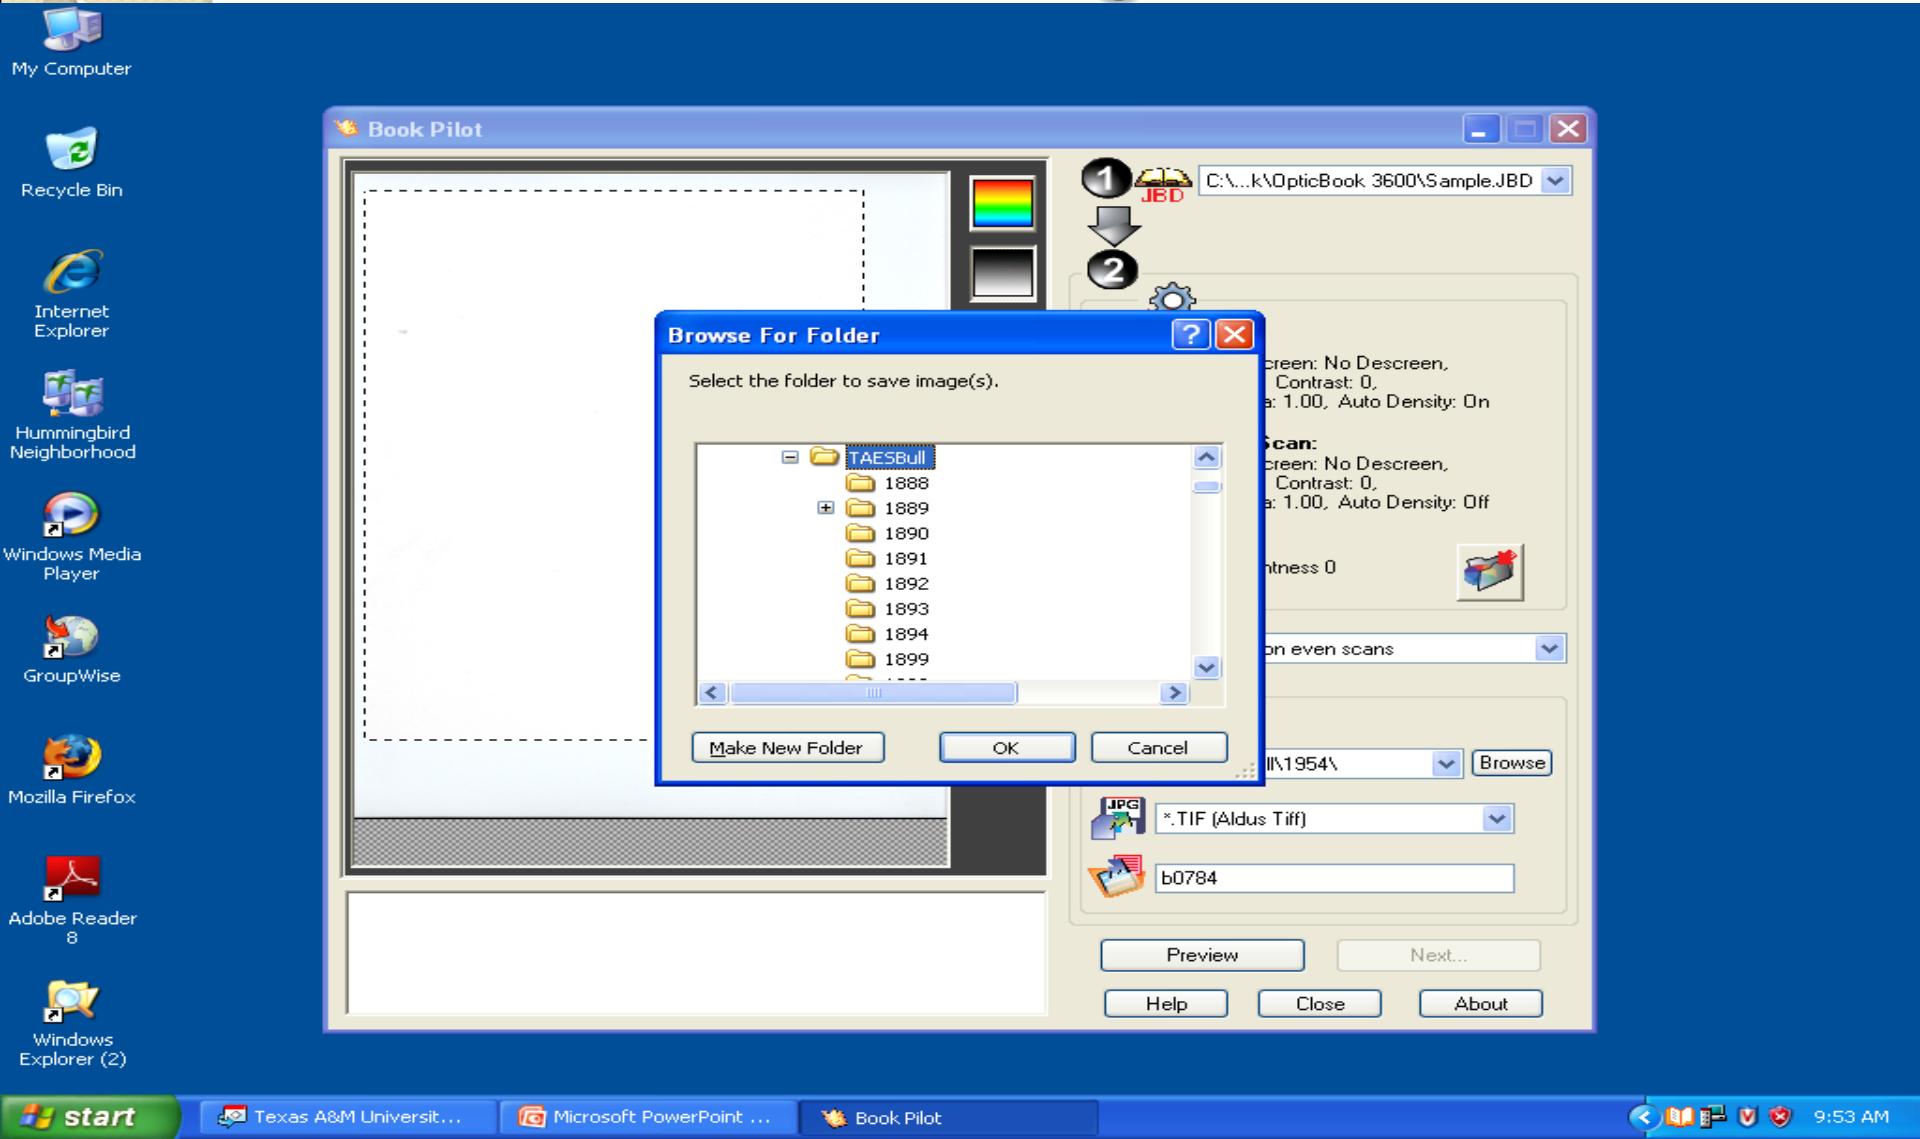 My Computer
Recycle Bin
Internet
Explorer
Hummingbird
Neighborhood
Windows Media
Player
GroupWise
Mozilla Firefox
Adobe Reader
8
Windows
Explorer (2)
Book Pilot
1
JBD
C:\...k\OpticBook 3600\Sample.JBD
2
creen: No Descreen,
Contrast: 0,
a: 1.00, Auto Density: On
Scan:
creen: No Descreen,
Contrast: 0,
a: 1.00, Auto Density: Off
htness 0
on even scans
ll\1954\
Browse
JPG
*.TIF (Aldus Tiff)
b0784
Preview
Next...
Help
Close
About
Browse For Folder
Select the folder to save image(s).
TAESBull
1888
1889
1890
1891
1892
1893
1894
1899
Make New Folder
OK
Cancel
start
Texas A&M Universit...
Microsoft PowerPoint ...
Book Pilot
9:53 AM